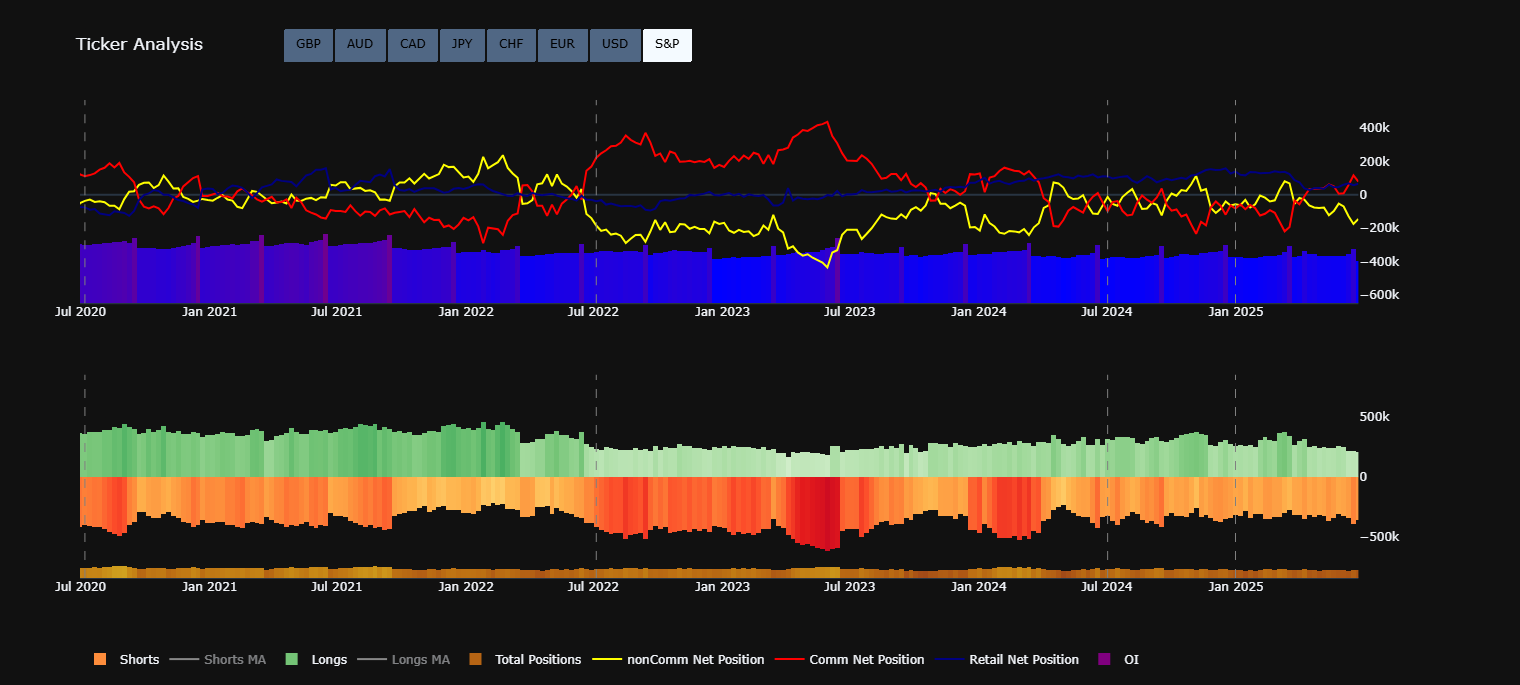 Ticker Analysis GBP AUD CAD JPY CHF EUR USD S&P
400k
200k
0
−200k
−400k
−600k
Jul 2020 Jan 2021 Jul 2021 Jan 2022 Jul 2022 Jan 2023 Jul 2023 Jan 2024 Jul 2024 Jan 2025
500k
0
−500k
Jul 2020 Jan 2021 Jul 2021 Jan 2022 Jul 2022 Jan 2023 Jul 2023 Jan 2024 Jul 2024 Jan 2025
Shorts Shorts MA Longs Longs MA Total Positions nonComm Net Position Comm Net Position Retail Net Position OI